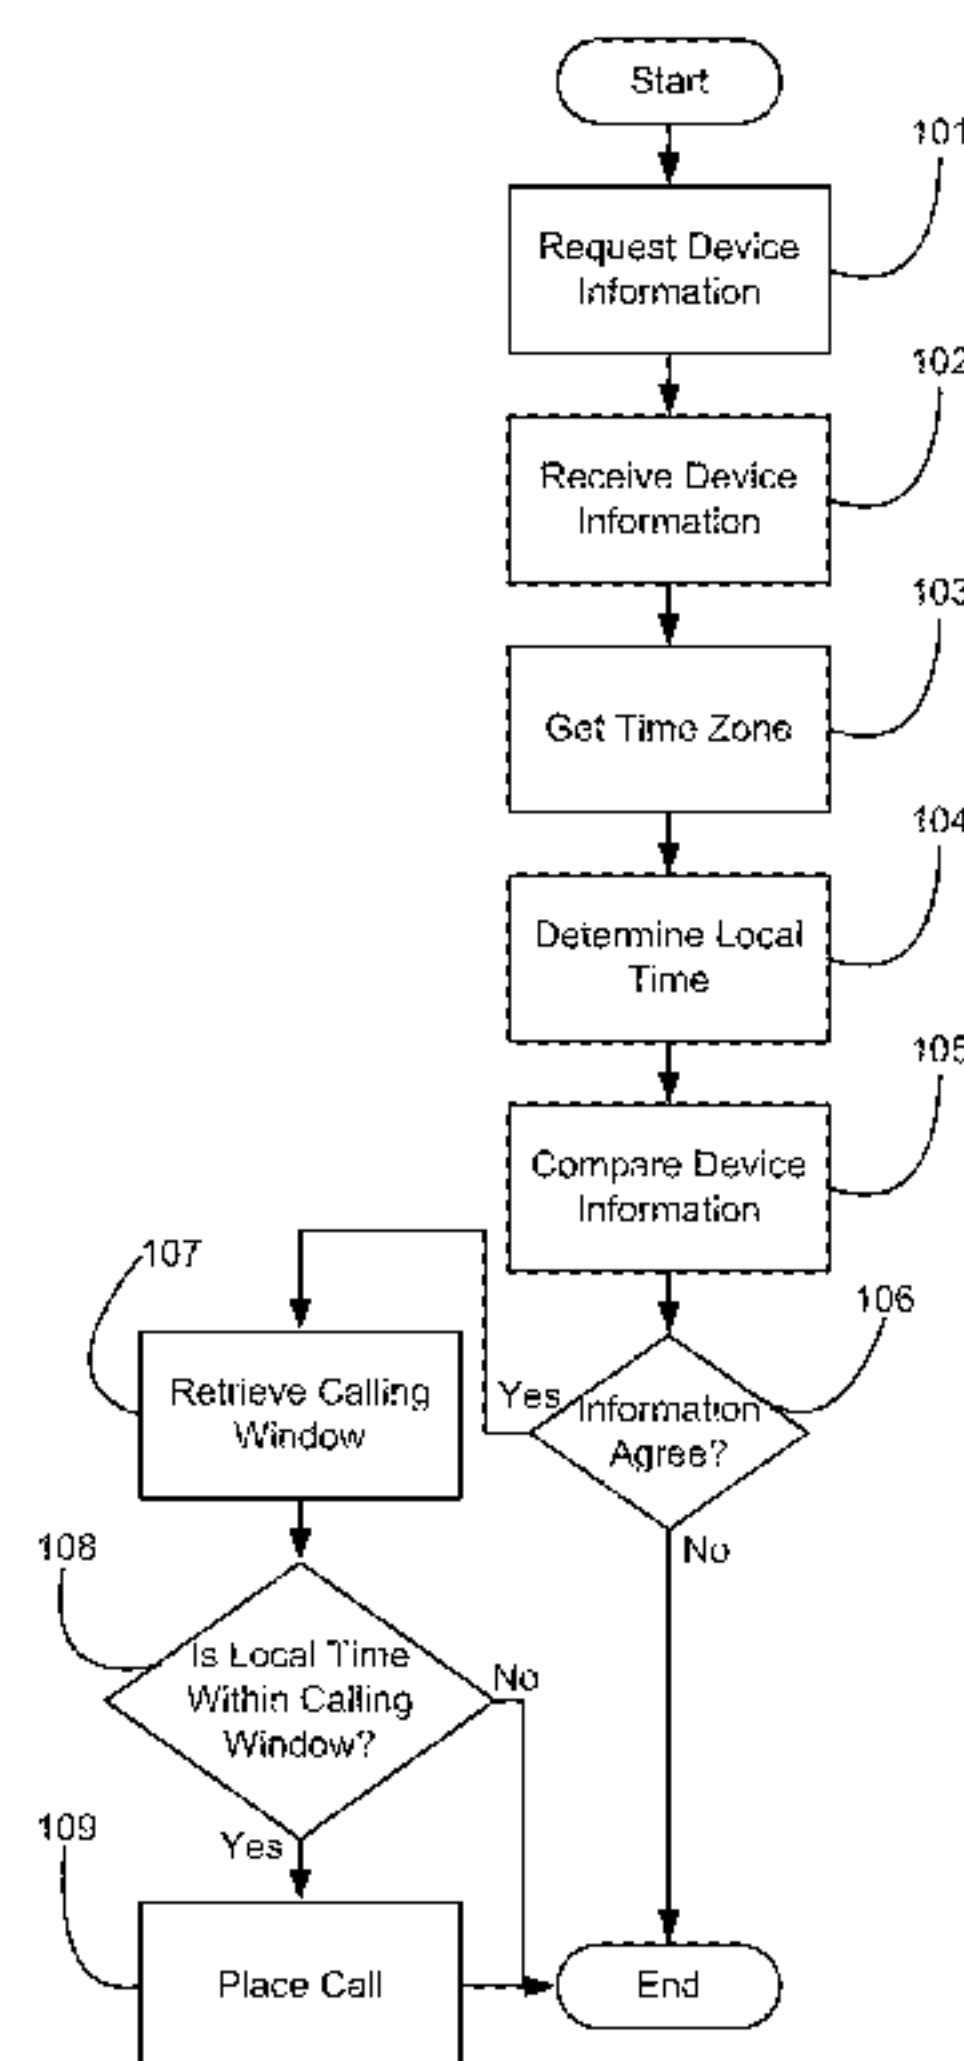 Start
101
Request Device
Information
102
Receive Device
Information
103
Get Time Zone
104
Determine Local
Time
105
Compare Device
Information
107
106
Retrieve Calling
Window
Yes
Information
Agree?
No
108
Is Local Time
Within Calling
Window?
No
Yes
109
Place Call
End